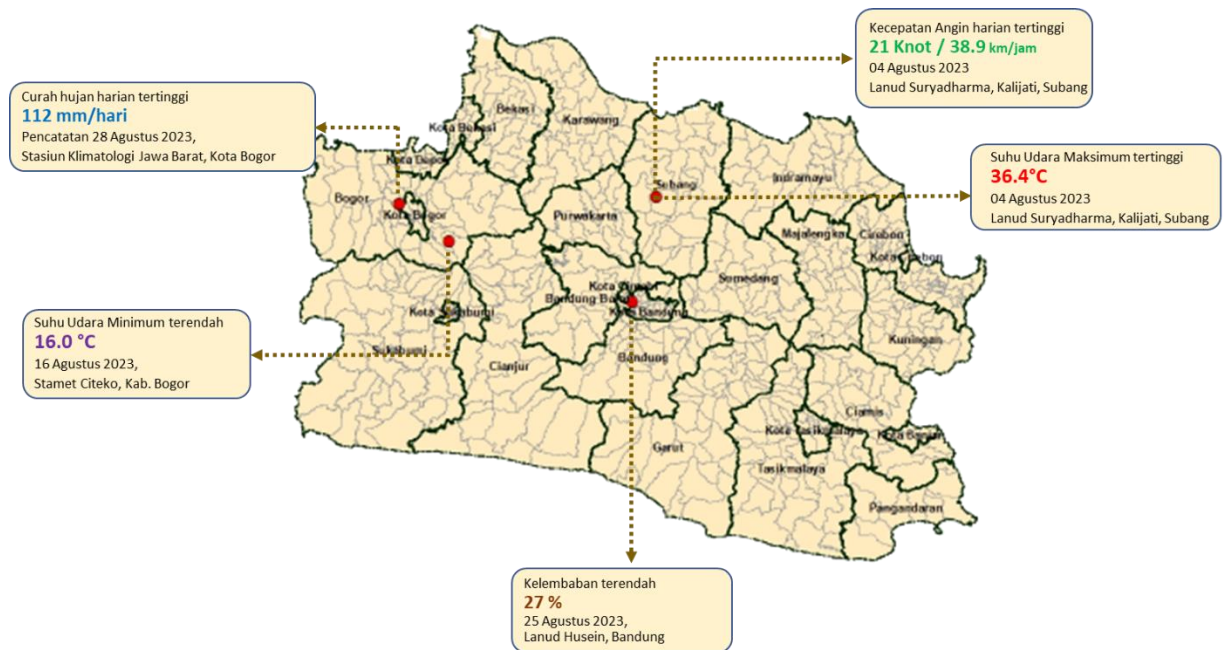 Kecepatan Angin harian tertinggi
21 Knot / 38.9 km/jam
04 Agustus 2023
Lanud Suryadharma, Kalijati, Subang
Curah hujan harian tertinggi
112 mm/hari
Pencatatan 28 Agustus 2023,
Stasiun Klimatologi Jawa Barat, Kota Bogor
Suhu Udara Maksimum tertinggi
36.4°C
04 Agustus 2023
Lanud Suryadharma, Kalijati, Subang
Suhu Udara Minimum terendah
16.0 °C
16 Agustus 2023,
Stamet Citeko, Kab. Bogor
Kelembaban terendah
27 %
25 Agustus 2023,
Lanud Husein, Bandung
Bekasi
Kota Bekasi
Karawang
Kota Depok
Bogor
Kota Bogor
Purwakarta
Subang
Indramayu
Majalengka
Cirebon
Kota Cirebon
Sumedang
Kota Cimahi
Bandung Barat
Kota Bandung
Kota Sukabumi
Sukabumi
Cianjur
Bandung
Kuningan
Ciamis
Garut
Kota Tasikmalaya
Kota Banjar
Tasikmalaya
Pangandaran